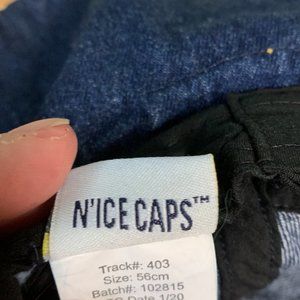 N'ICE CAPS™
Track#: 403
Size: 56cm
Batch#: 102815
Date 1/20